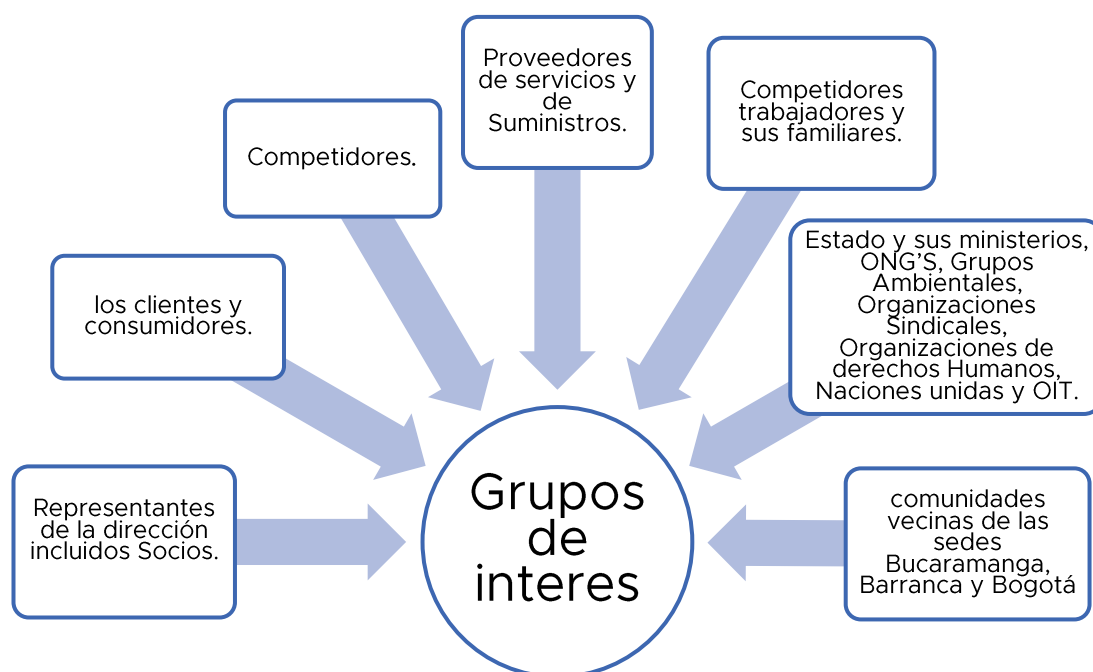 Proveedores
de servicios y
de
Suministros.
Competidores
trabajadores y
sus familiares.
Competidores.
Estado y sus ministerios,
ONG’S, Grupos
Ambientales,
Organizaciones
Sindicales,
Organizaciones de
derechos Humanos,
Naciones unidas y OIT.
los clientes y
consumidores.
Grupos
de
interes
Representantes
de la dirección
incluidos Socios.
comunidades
vecinas de las
sedes
Bucaramanga,
Barranca y Bogotá